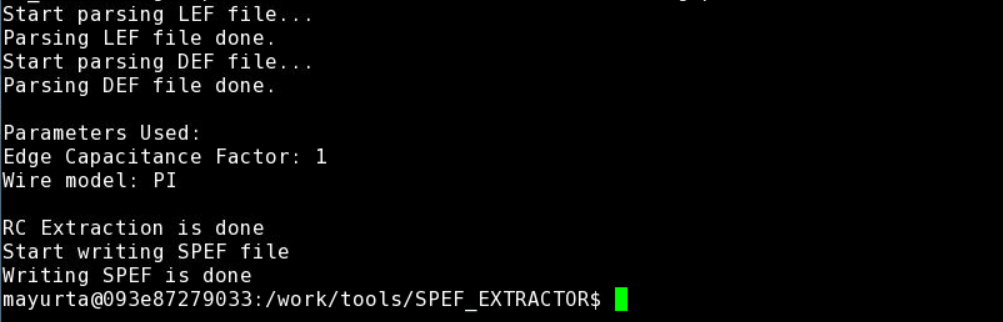 Start parsing LEF file...
Parsing LEF file done.
Start parsing DEF file...
Parsing DEF file done.
Parameters Used:
Edge Capacitance Factor: 1
Wire model: PI
RC Extraction is done
Start writing SPEF file
Writing SPEF is done
mayurta@093e87279033:/work/tools/SPEF_EXTRACTOR$